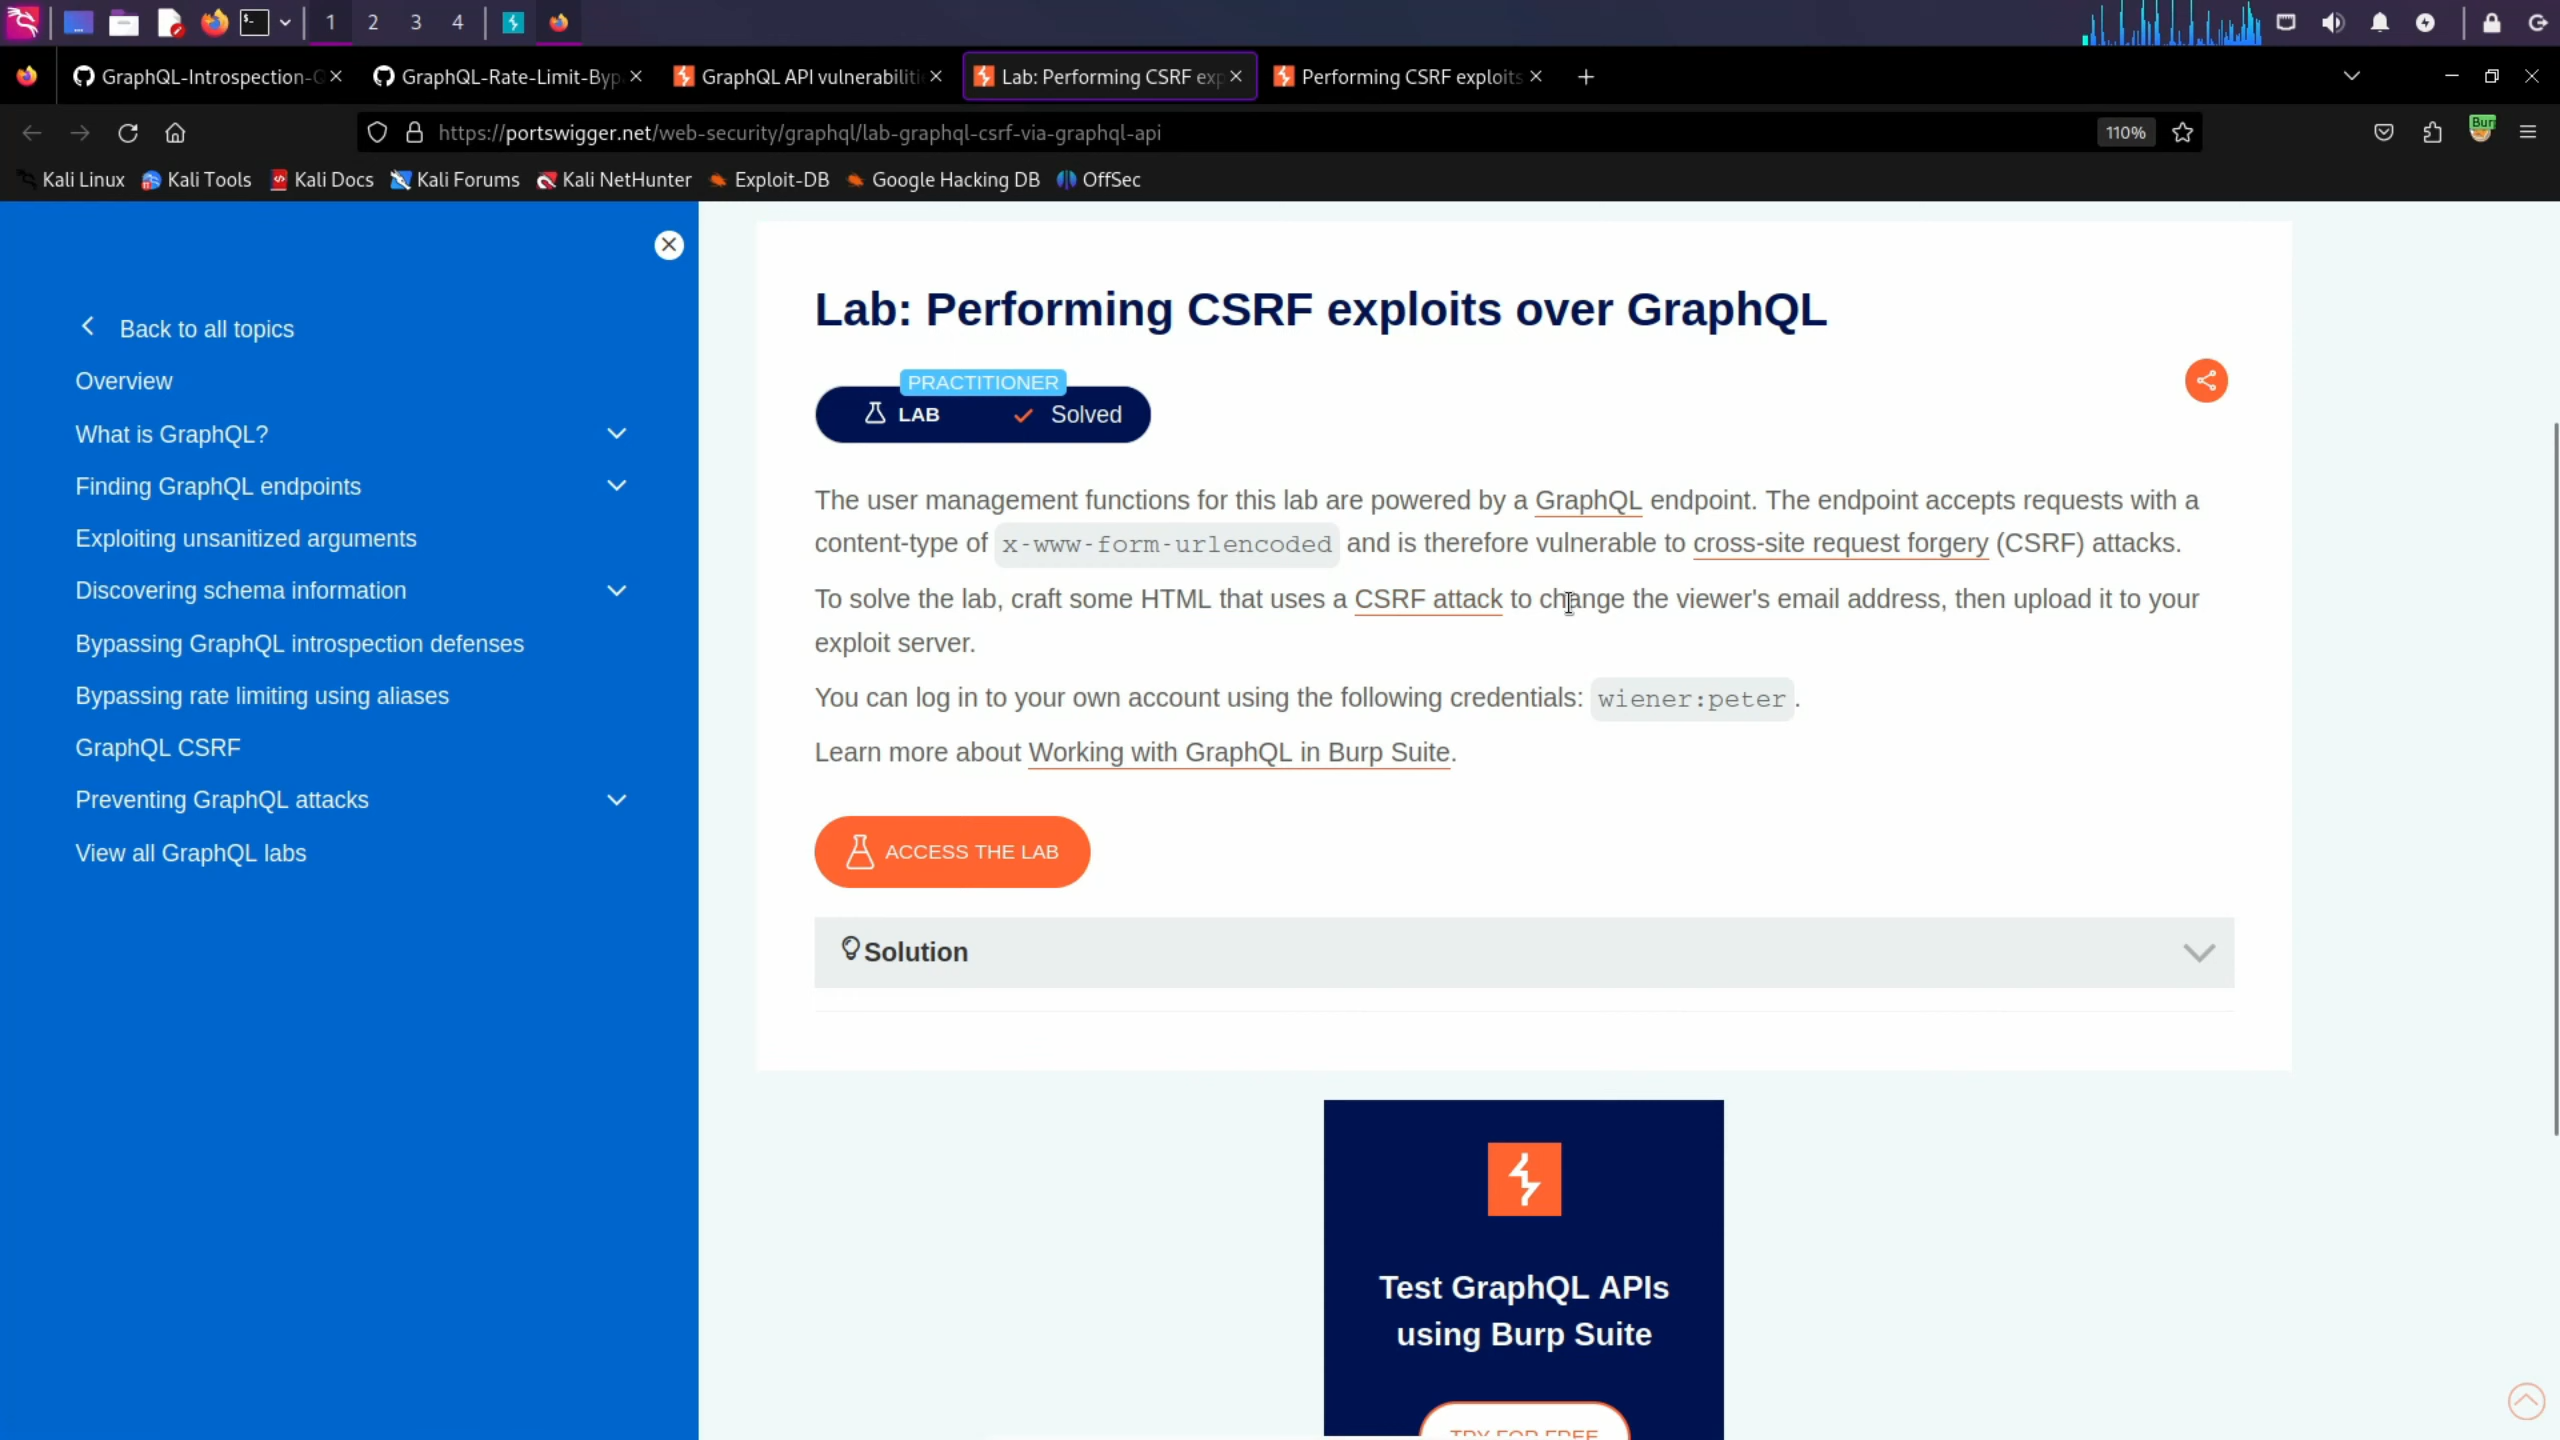 1 2 3 4
GraphQL-Introspection- GraphQL-Rate-Limit-Byp GraphQL API vulnerabiliti Lab: Performing CSRF exp Performing CSRF exploits
https://portswigger.net/web-security/graphql/lab-graphql-csrf-via-graphql-api 110%
Kali Linux Kali Tools Kali Docs Kali Forums Kali NetHunter Exploit-DB Google Hacking DB OffSec
Back to all topics
Overview
What is GraphQL?
Finding GraphQL endpoints
Exploiting unsanitized arguments
Discovering schema information
Bypassing GraphQL introspection defenses
Bypassing rate limiting using aliases
GraphQL CSRF
Preventing GraphQL attacks
View all GraphQL labs
Lab: Performing CSRF exploits over GraphQL
PRACTITIONER
LAB Solved
The user management functions for this lab are powered by a GraphQL endpoint. The endpoint accepts requests with a
content-type of x-www-form-urlencoded and is therefore vulnerable to cross-site request forgery (CSRF) attacks.
To solve the lab, craft some HTML that uses a CSRF attack to change the viewer's email address, then upload it to your
exploit server.
You can log in to your own account using the following credentials: wiener:peter.
Learn more about Working with GraphQL in Burp Suite.
ACCESS THE LAB
Solution
Test GraphQL APIs
using Burp Suite
TRY FOR FREE